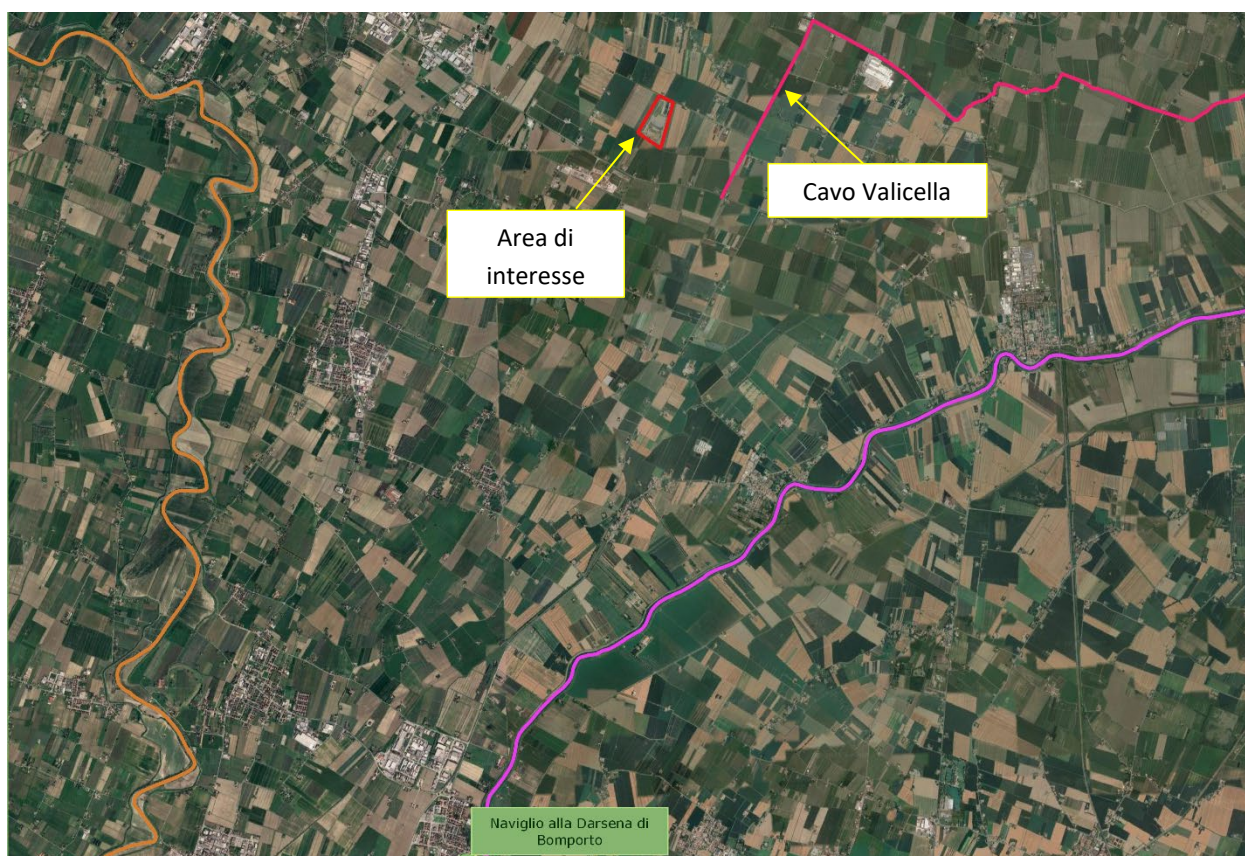 Cavo Valicella
Area di
interesse
Naviglio alla Darsena di
Bomporto